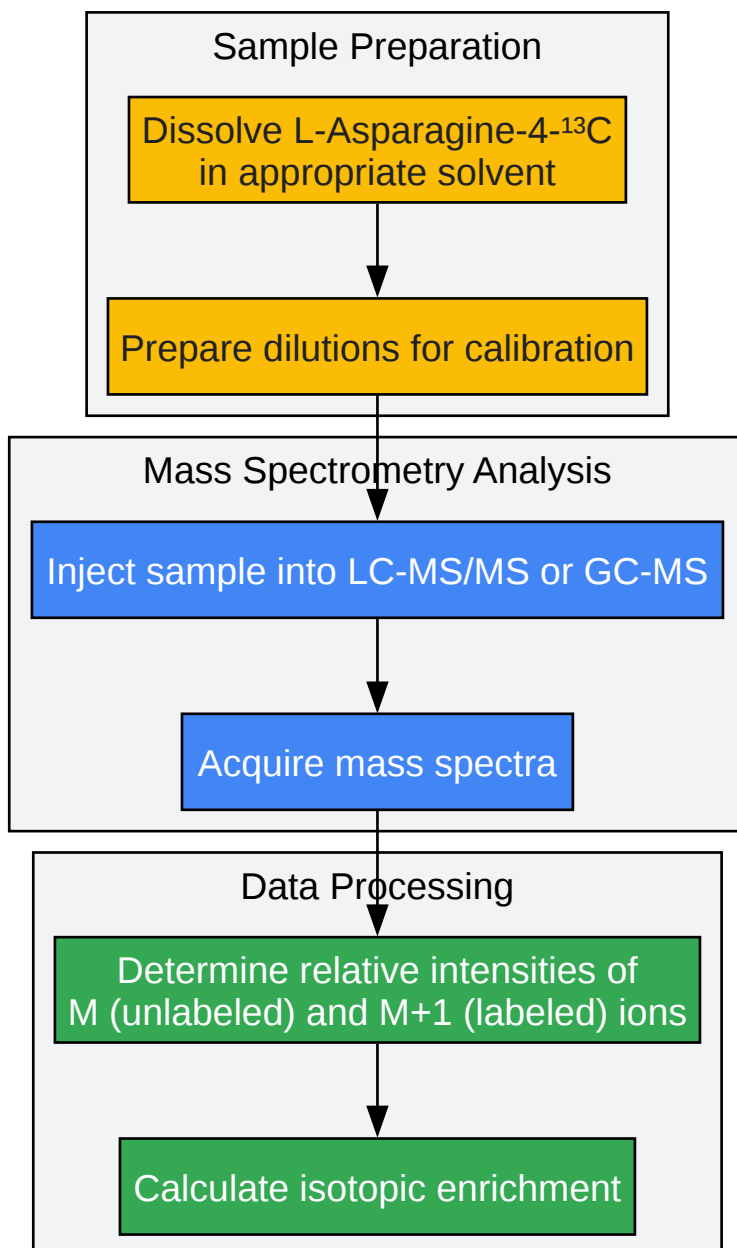 Sample Preparation
Dissolve L-Asparagine-4-¹³C
in appropriate solvent
Prepare dilutions for calibration
Mass Spectrometry Analysis
Inject sample into LC-MS/MS or GC-MS
Acquire mass spectra
Data Processing
Determine relative intensities of
M (unlabeled) and M+1 (labeled) ions
Calculate isotopic enrichment